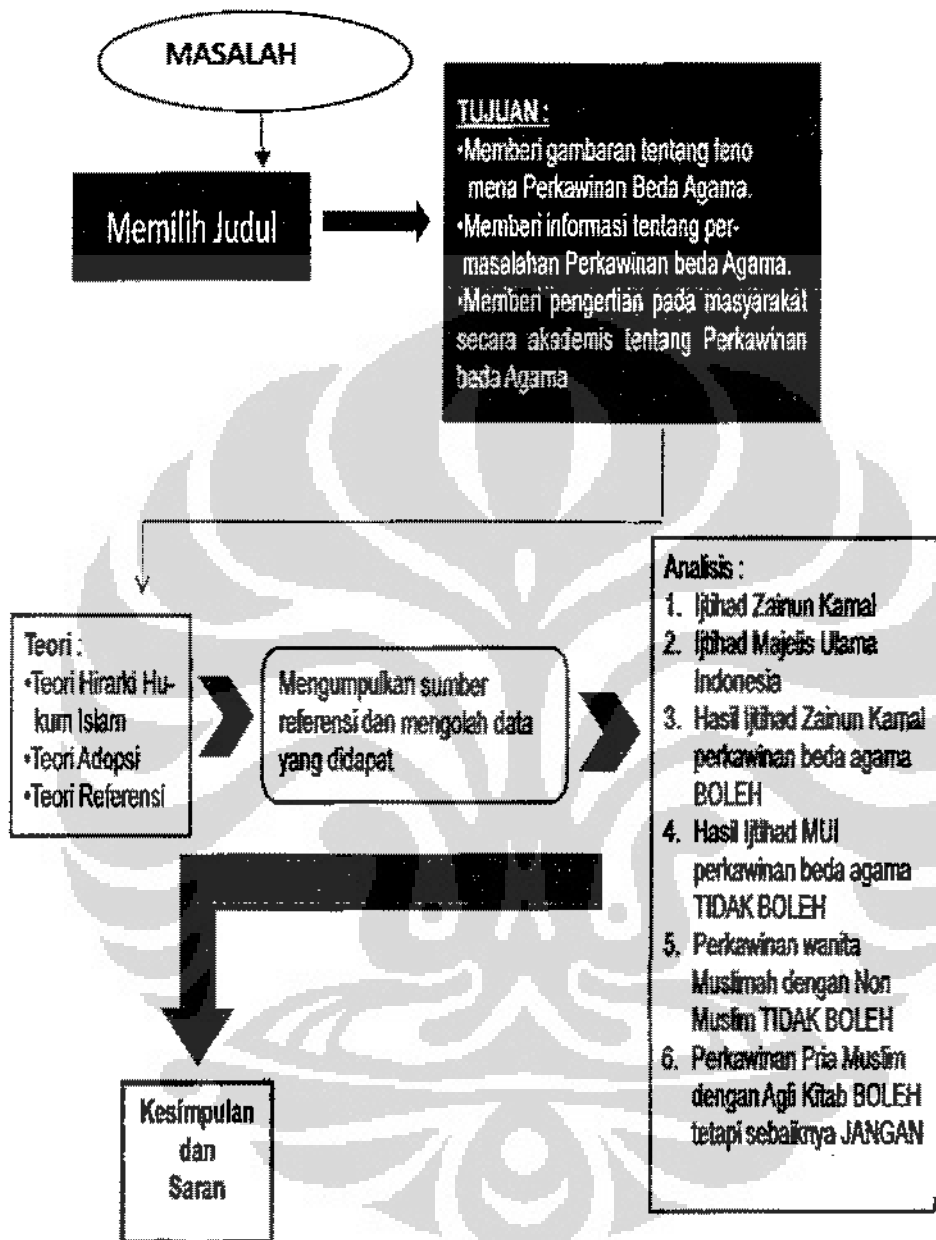 MASALAH
Memilih Judul
TUJUAN :
•Memberi gambaran tentang feno
mena Perkawinan Beda Agama.
•Memberi informasi tentang per-
masalahan Perkawinan beda Agama.
•Memberi pengertian pada masyarakat
secara akademis tentang Perkawinan
beda Agama
Teori :
•Teori Hirarki Hu-
kum Islam
•Teori Adopsi
•Teori Referensi
Mengumpulkan sumber
referensi dan mengolah data
yang didapat
Analisis :
1. Ijtihad Zainun Kamal
2. Ijtihad Majelis Ulama
Indonesia
3. Hasil Ijtihad Zainun Kamal
perkawinan beda agama
BOLEH
4. Hasil Ijtihad MUI
perkawinan beda agama
TIDAK BOLEH
5. Perkawinan wanita
Muslimah dengan Non
Muslim TIDAK BOLEH
6. Perkawinan Pria Muslim
dengan Agli Kitab BOLEH
tetapi sebaiknya JANGAN
Kesimpulan
dan
Saran